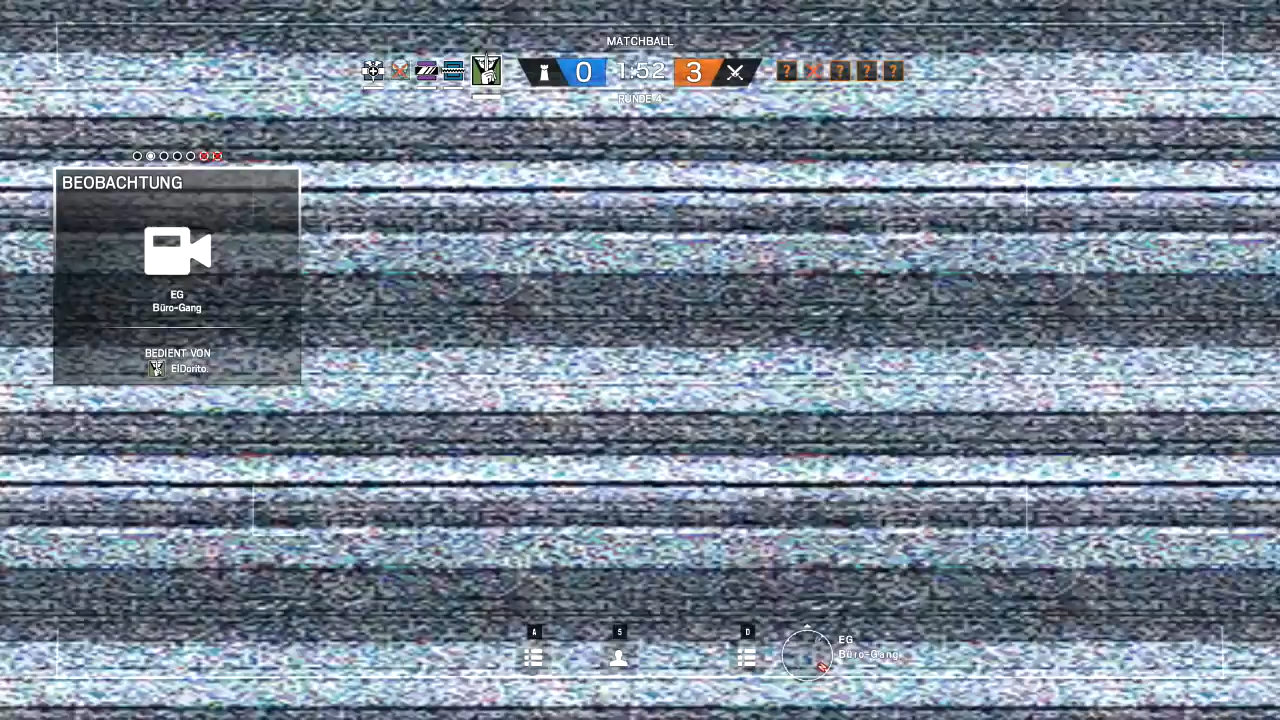 MATCHBALL
0 1:52 3
RUNDE 4
? ? ? ?
BEOBACHTUNG
EG
Büro-Gang
BEDIENT VON
ElDorito.
A S D
EG
Büro-Gang